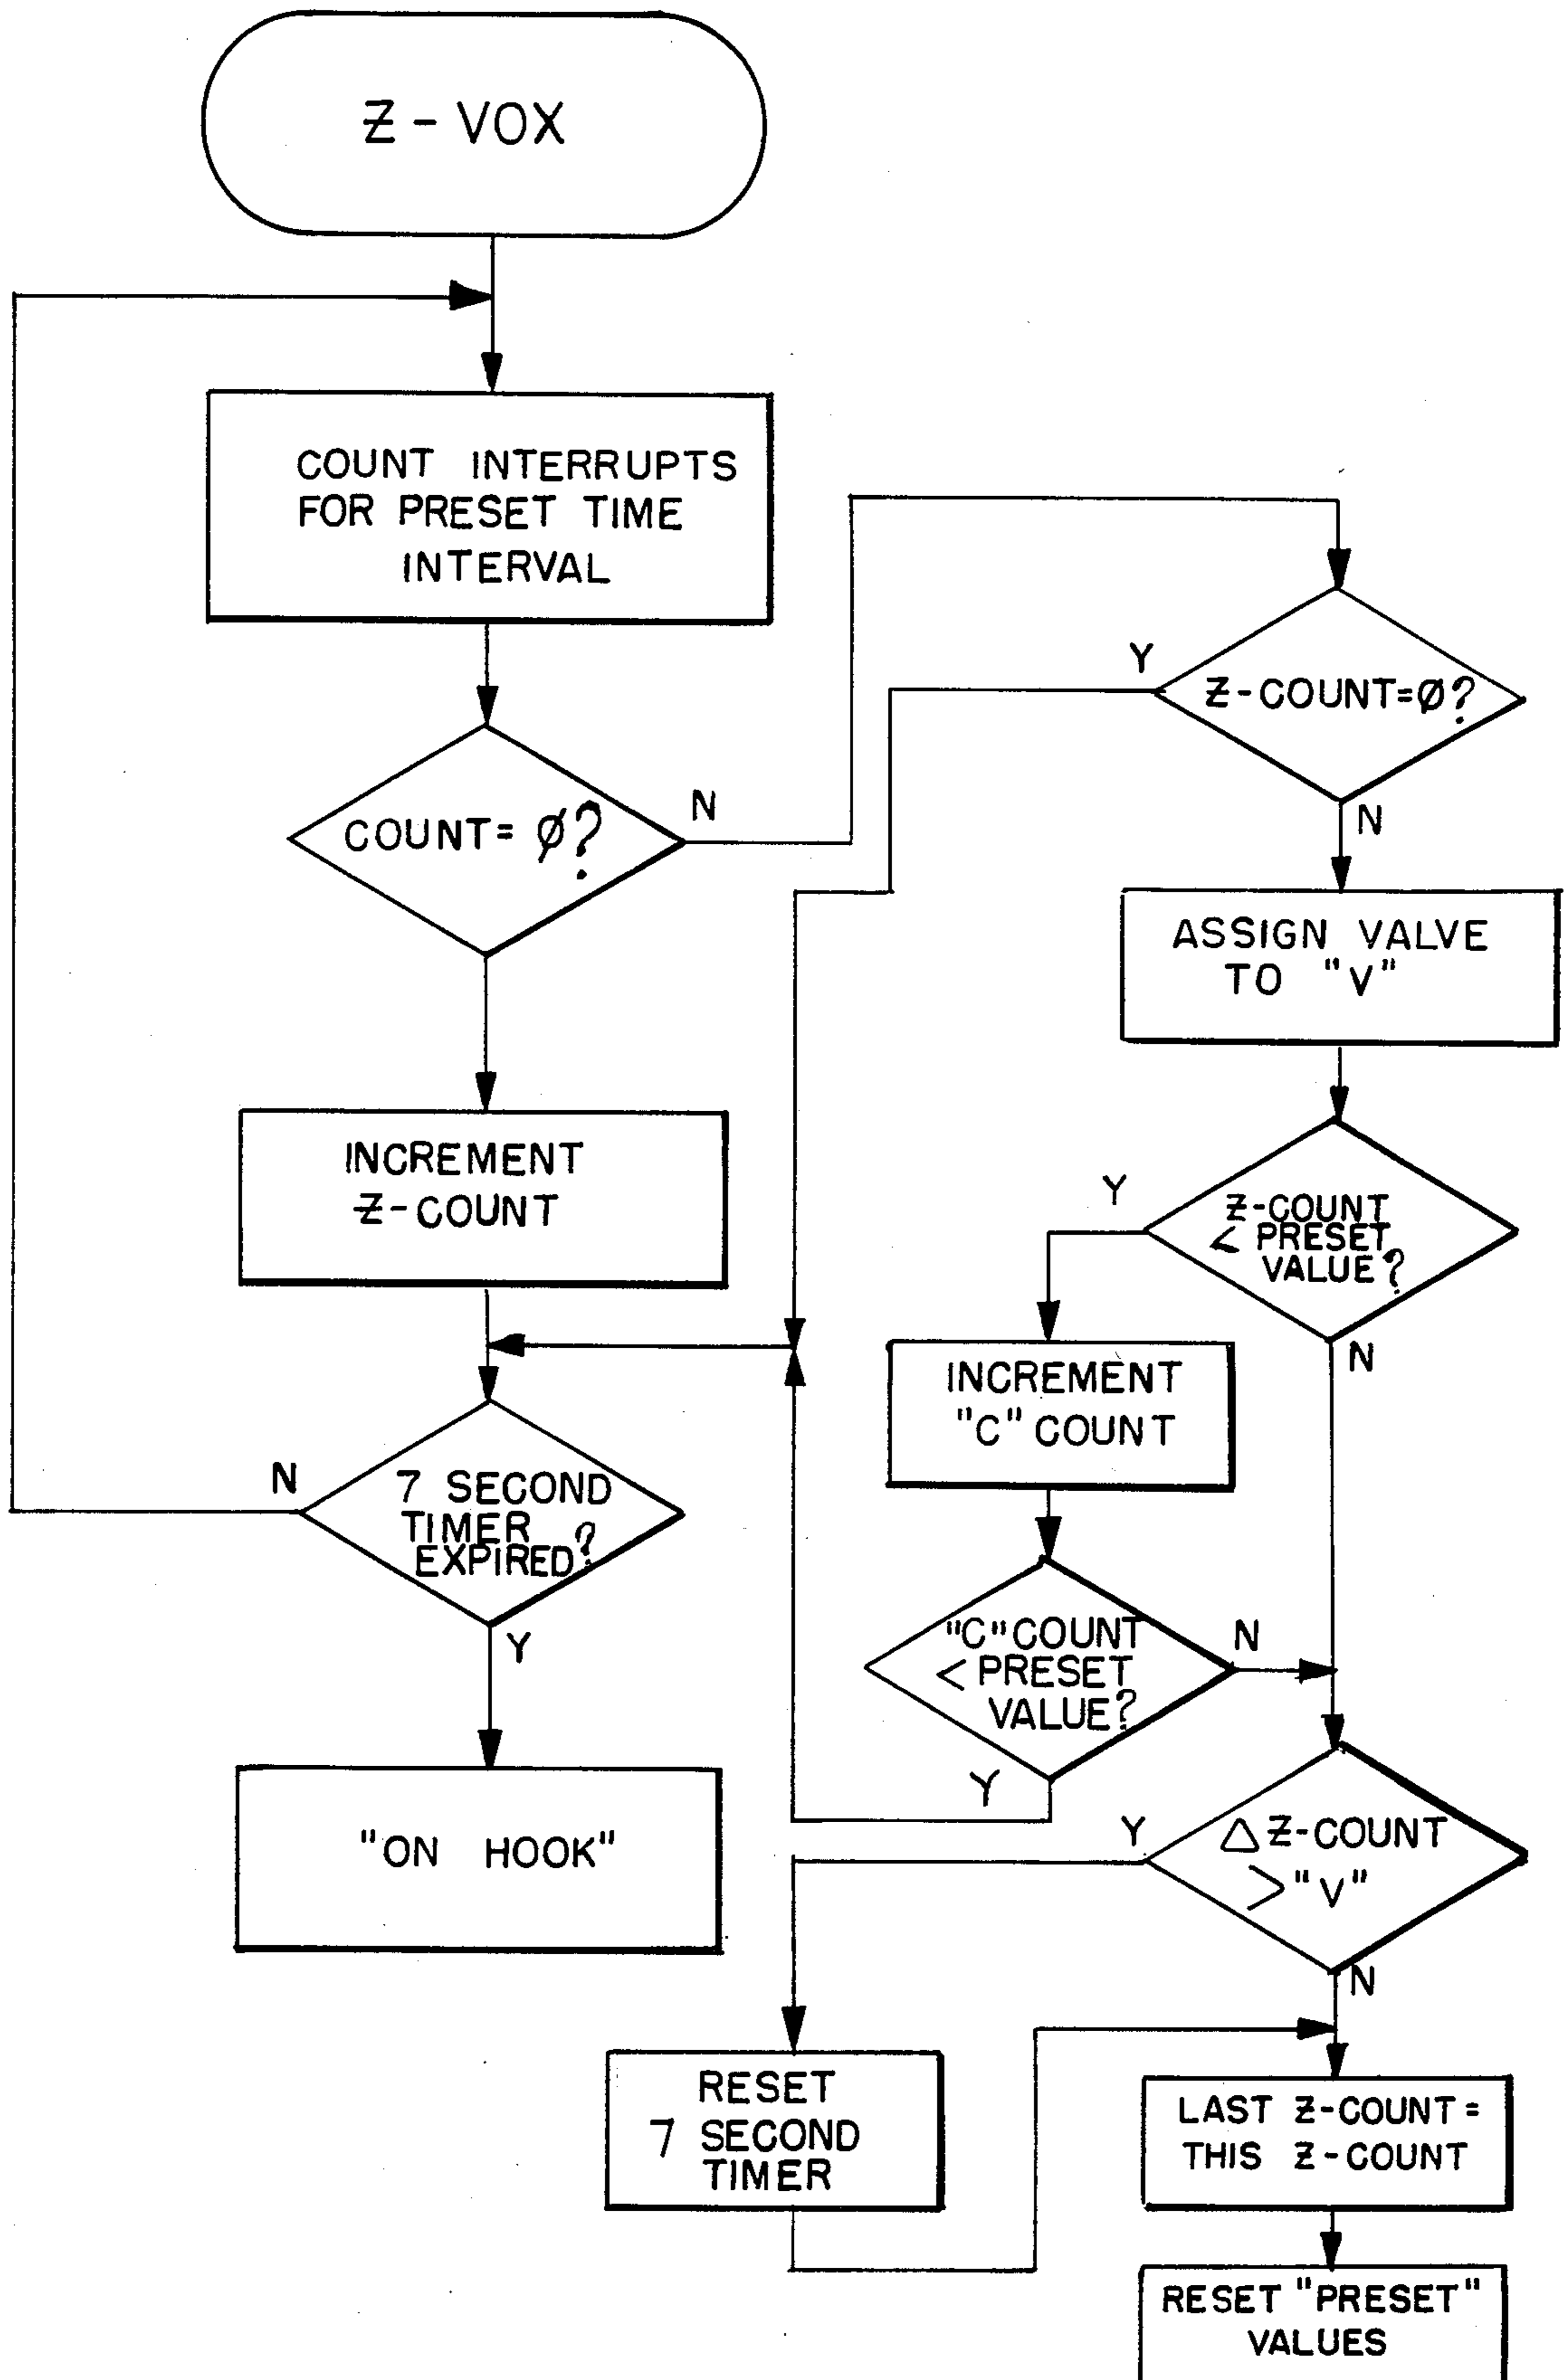 Z - VOX
COUNT INTERRUPTS
FOR PRESET TIME
INTERVAL
COUNT= Ø?
N
INCREMENT
Z-COUNT
7 SECOND
TIMER
EXPIRED?
N
Y
"ON HOOK"
Z-COUNT=Ø?
Y
N
ASSIGN VALVE
TO "V"
Z-COUNT
< PRESET
VALUE?
Y
N
INCREMENT
"C" COUNT
"C" COUNT
< PRESET
VALUE?
N
Y
Δ Z-COUNT
> "V"
Y
N
RESET
7 SECOND
TIMER
LAST Z-COUNT =
THIS Z-COUNT
RESET "PRESET"
VALUES